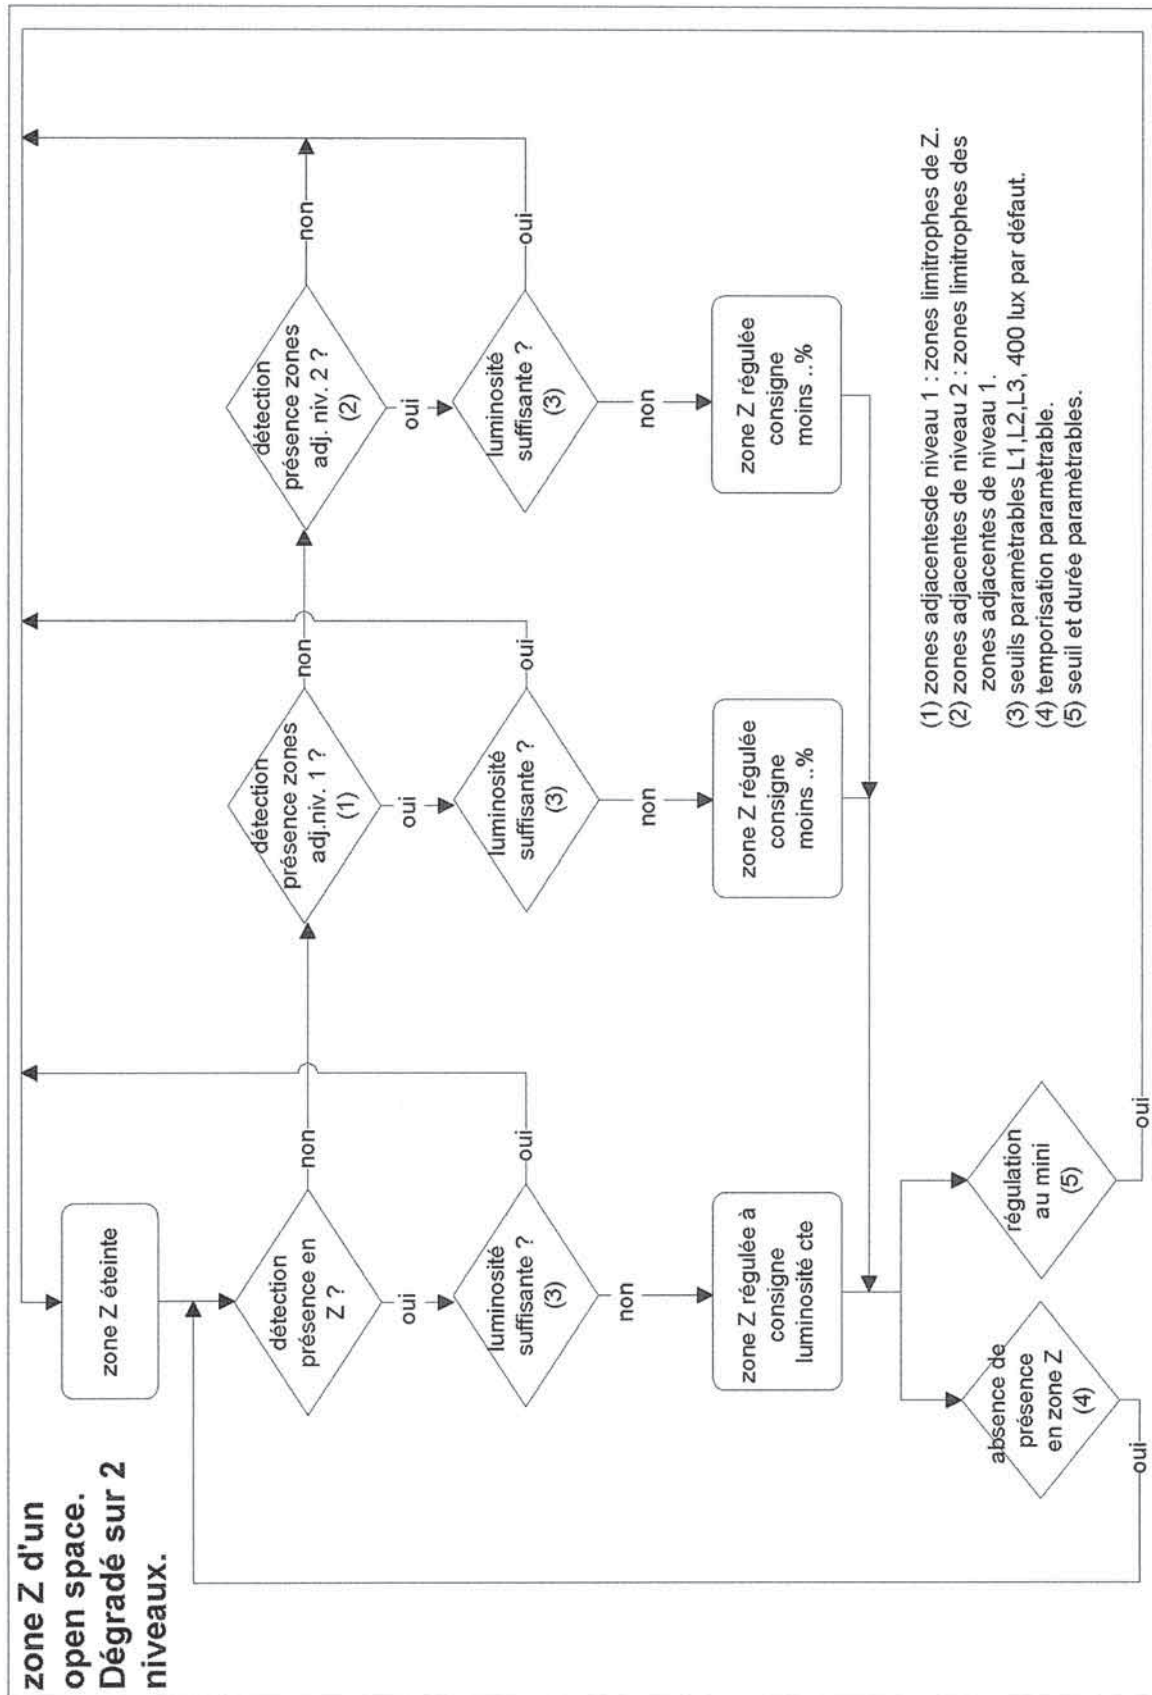 zone Z d'un
open space.
Dégradé sur 2
niveaux.
zone Z éteinte
détection
présence en
Z ?
non
oui
luminosité
suffisante ?
(3)
oui
non
zone Z régulée à
consigne
luminosité cte
détection
présence zones
adj.niv. 1 ?
(1)
non
oui
luminosité
suffisante ?
(3)
oui
non
zone Z régulée
consigne
moins ..%
détection
présence zones
adj. niv. 2 ?
(2)
non
oui
luminosité
suffisante ?
(3)
oui
non
zone Z régulée
consigne
moins ..%
absence de
présence
en zone Z
(4)
oui
régulation
au mini
(5)
oui
(1) zones adjacentesde niveau 1 : zones limitrophes de Z.
(2) zones adjacentes de niveau 2 : zones limitrophes des
zones adjacentes de niveau 1.
(3) seuils paramètrables L1,L2,L3, 400 lux par défaut.
(4) temporisation paramètrable.
(5) seuil et durée paramètrables.